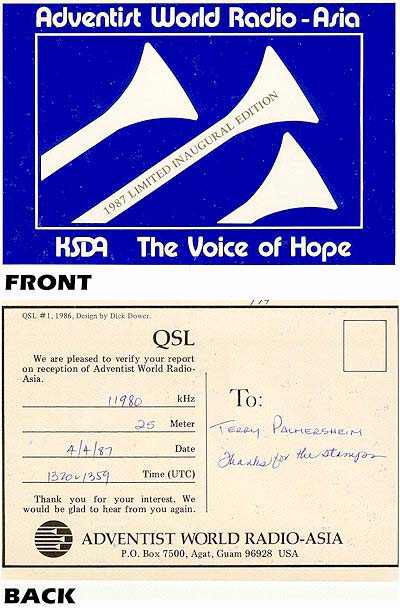 Adventist World Radio-Asia
1987 LIMITED INAUGURAL EDITION
KSDA The Voice of Hope
FRONT
QSL #1, 1986, Design by Dick Dower.
QSL
We are pleased to verify your report
on reception of Adventist World Radio-
Asia.
11980 kHz
25 Meter
4/4/87 Date
1320-1359 Time (UTC)
Thank you for your interest. We
would be glad to hear from you again.
To:
TERRY PALMERSHEIM
Thanks for the stamps
ADVENTIST WORLD RADIO-ASIA
P.O. Box 7500, Agat, Guam 96928 USA
BACK